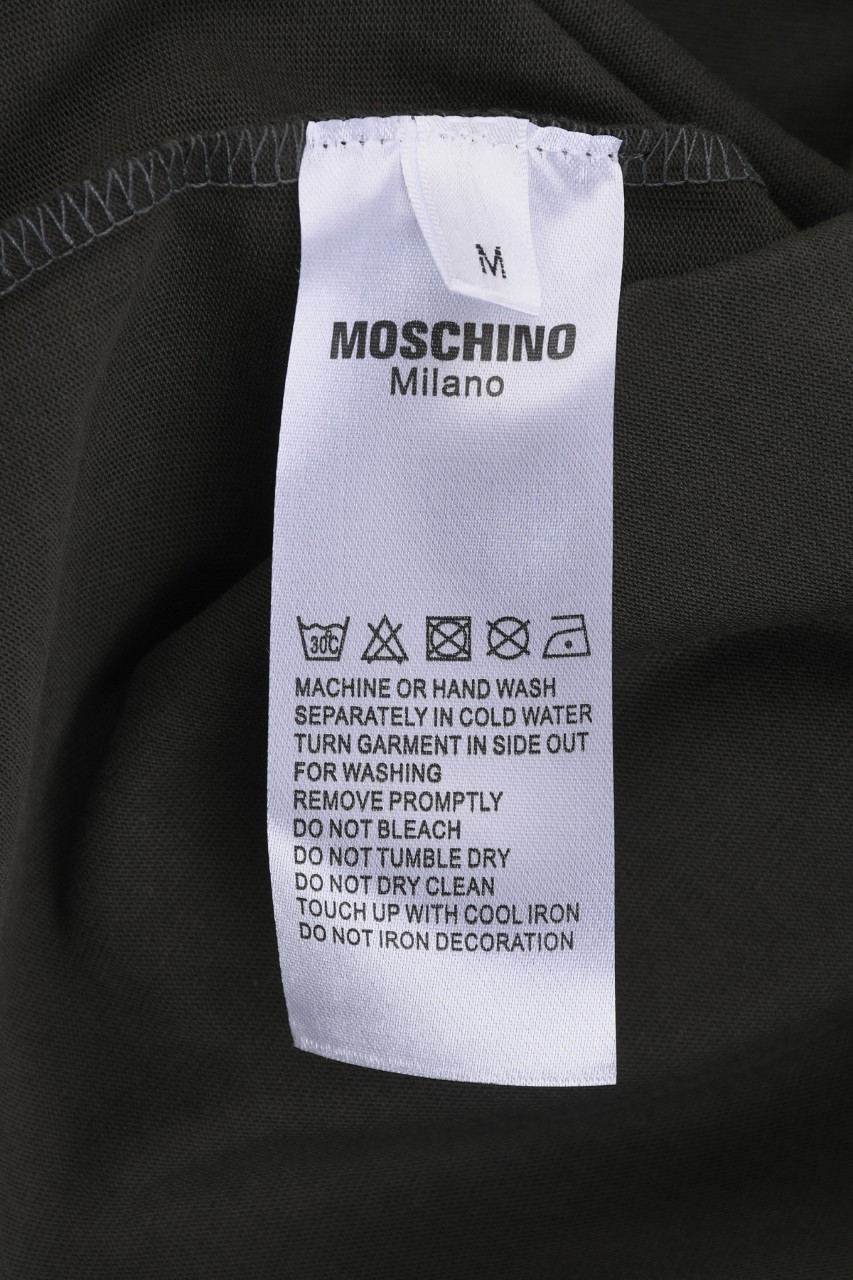 M
MOSCHINO
Milano
30°C
MACHINE OR HAND WASH
SEPARATELY IN COLD WATER
TURN GARMENT IN SIDE OUT
FOR WASHING
REMOVE PROMPTLY
DO NOT BLEACH
DO NOT TUMBLE DRY
DO NOT DRY CLEAN
TOUCH UP WITH COOL IRON
DO NOT IRON DECORATION